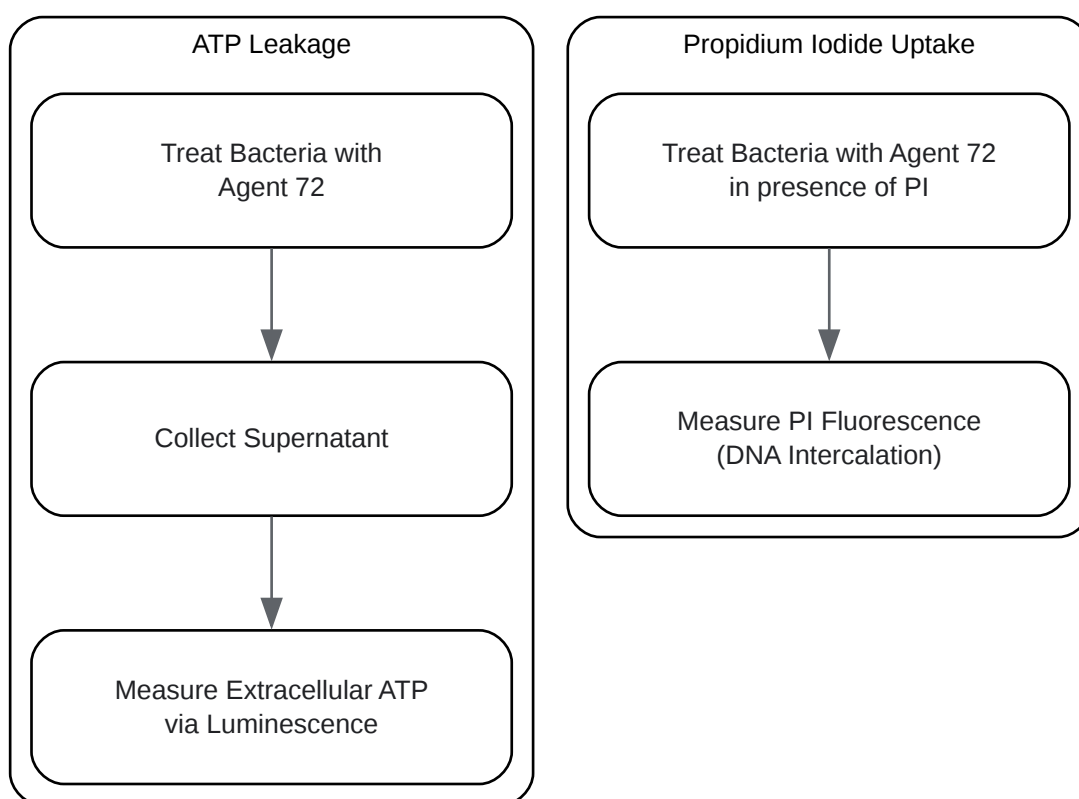 ATP Leakage
Treat Bacteria with
Agent 72
Collect Supernatant
Measure Extracellular ATP
via Luminescence
Propidium Iodide Uptake
Treat Bacteria with Agent 72
in presence of PI
Measure PI Fluorescence
(DNA Intercalation)